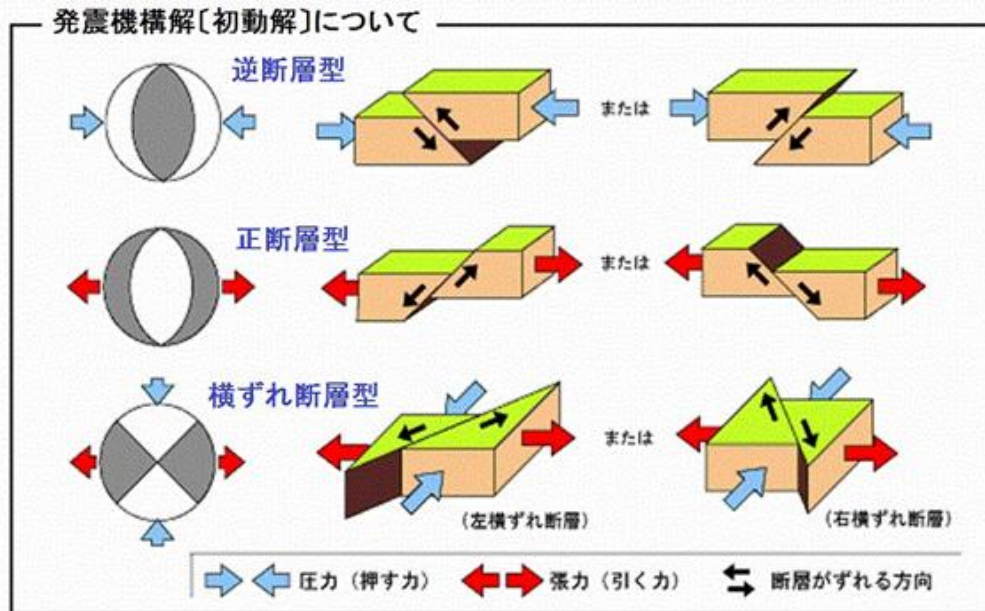 発震機構解〔初動解〕について
逆断層型
または
正断層型
または
横ずれ断層型
または
(左横ずれ断層)
(右横ずれ断層)
圧力(押す力)
張力(引く力)
断層がずれる方向